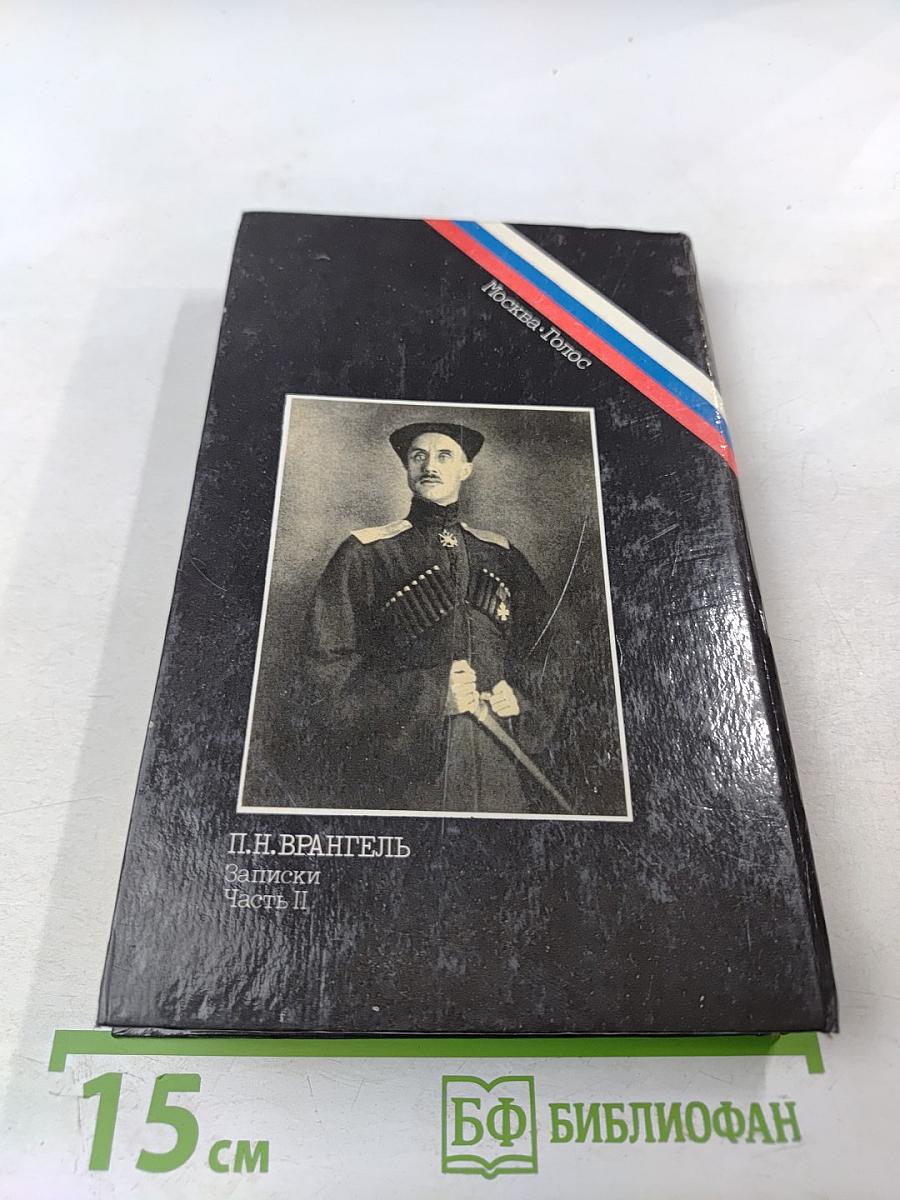 Москва·Голос
П.Н.ВРАНГЕЛЬ
Записки
Часть II
15 см
БФ БИБЛИОФАН